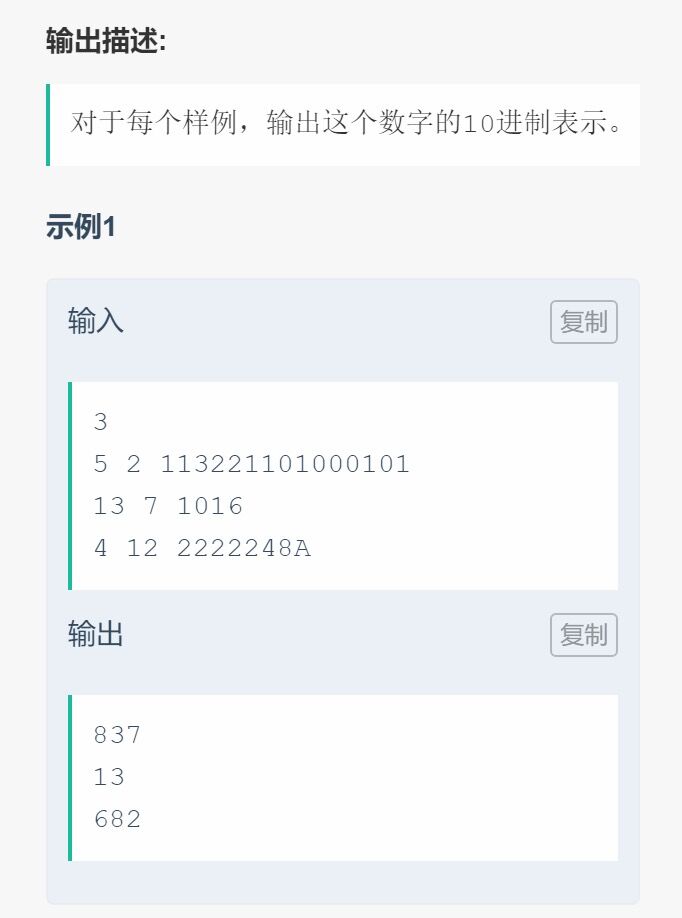 输出描述:
对于每个样例，输出这个数字的10进制表示。
示例1
输入
复制
3
5 2 113221101000101
13 7 1016
4 12 2222248A
输出
复制
837
13
682